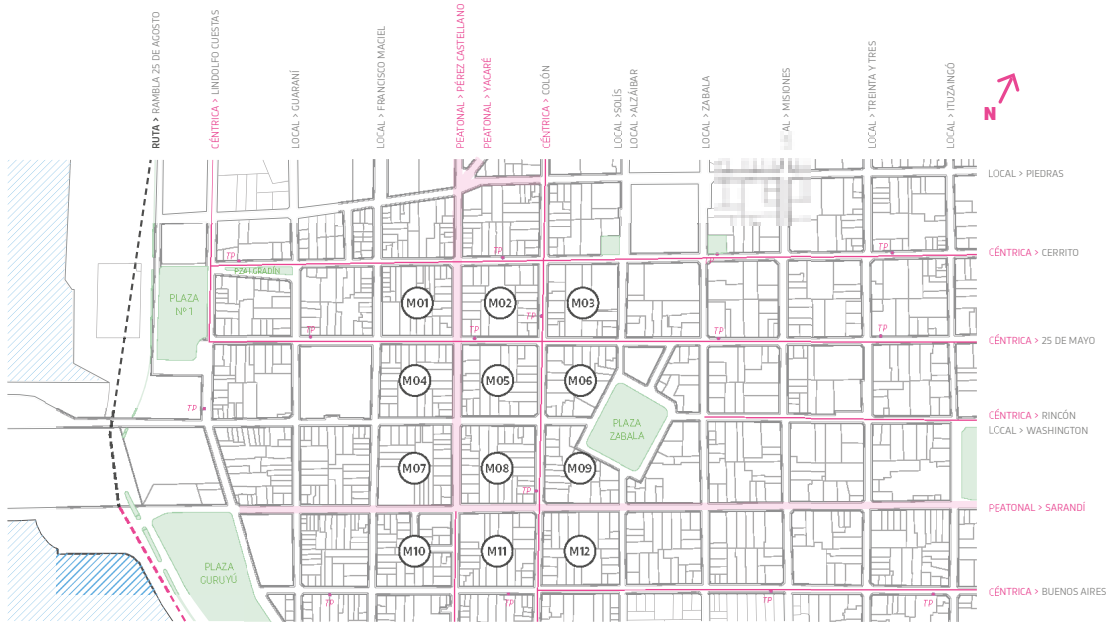 RUTA > RAMBLA 25 DE AGOSTO
CÉNTRICA > LINDOLFO CUESTAS
LOCAL > GUARANÍ
LOCAL > FRANCISCO MACIEL
PEATONAL > PÉREZ CASTELLANO
PEATONAL > YACARÉ
CÉNTRICA > COLÓN
LOCAL >SOLÍS
LOCAL >ALZÁIBAR
LOCAL > ZABALA
AL > MISIONES
LOCAL > TREINTA Y TRES
LOCAL > ITUZAINGÓ
N
LOCAL > PIEDRAS
TP
TP
TP
CÉNTRICA > CERRITO
PZA I GRADÍN
PLAZA
Nº 1
M01
M02
M03
TP
TP
TP
TP
TP
CÉNTRICA > 25 DE MAYO
M04
M05
M06
TP
CÉNTRICA > RINCÓN
LOCAL > WASHINGTON
PLAZA
ZABALA
M07
M08
M09
TP
PEATONAL > SARANDÍ
M10
M11
M12
PLAZA
GURUYÚ
CÉNTRICA > BUENOS AIRES
TP
TP
TP
TP